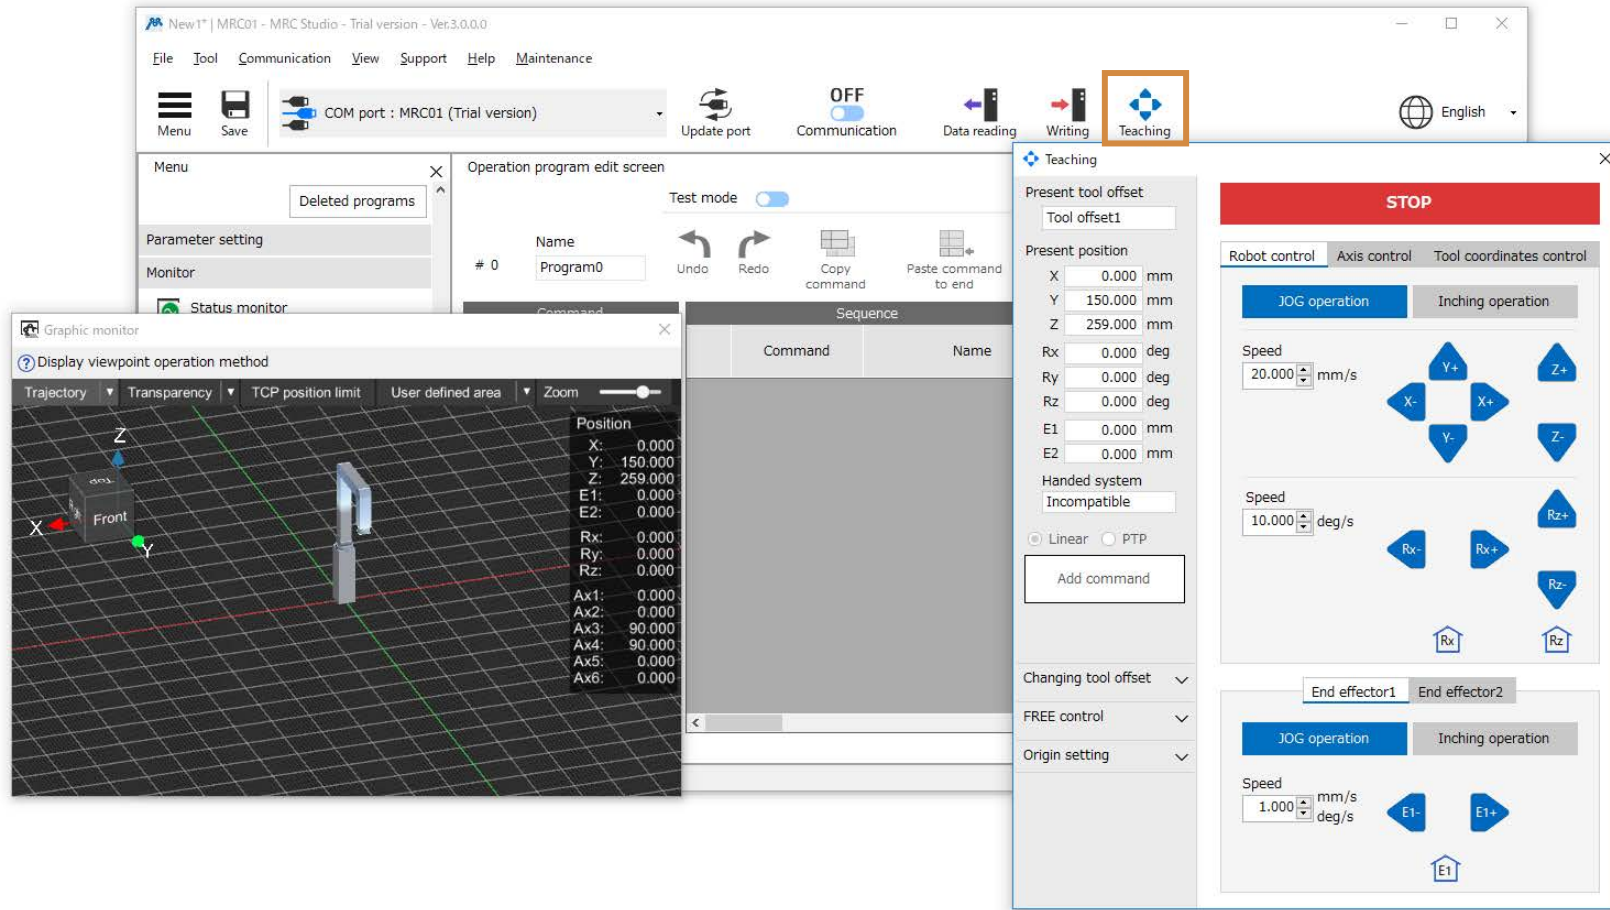 New1* | MRC01 - MRC Studio - Trial version - Ver.3.0.0.0
File Tool Communication View Support Help Maintenance
Menu
Save
COM port : MRC01 (Trial version)
Update port
OFF
Communication
Data reading
Writing
Teaching
English
Menu
Deleted programs
Parameter setting
Monitor
Status monitor
Operation program edit screen
Test mode
# 0
Name
Program0
Undo
Redo
Copy
command
Paste command
to end
Command
Sequence
Command
Name
Graphic monitor
Display viewpoint operation method
Trajectory
Transparency
TCP position limit
User defined area
Zoom
Z
Top
Front
X
Y
Position
X: 0.000
Y: 150.000
Z: 259.000
E1: 0.000
E2: 0.000
Rx: 0.000
Ry: 0.000
Rz: 0.000
Ax1: 0.000
Ax2: 0.000
Ax3: 90.000
Ax4: 90.000
Ax5: 0.000
Ax6: 0.000
Teaching
Present tool offset
Tool offset1
Present position
X 0.000 mm
Y 150.000 mm
Z 259.000 mm
Rx 0.000 deg
Ry 0.000 deg
Rz 0.000 deg
E1 0.000 mm
E2 0.000 mm
Handed system
Incompatible
Linear PTP
Add command
Changing tool offset
FREE control
Origin setting
STOP
Robot control Axis control Tool coordinates control
JOG operation Inching operation
Speed
20.000 mm/s
Y+
Z+
X-
X+
Y-
Z-
Speed
10.000 deg/s
Rz+
Rx-
Rx+
Rz-
Rx
Rz
End effector1 End effector2
JOG operation Inching operation
Speed
1.000 mm/s
deg/s
E1-
E1+
E1